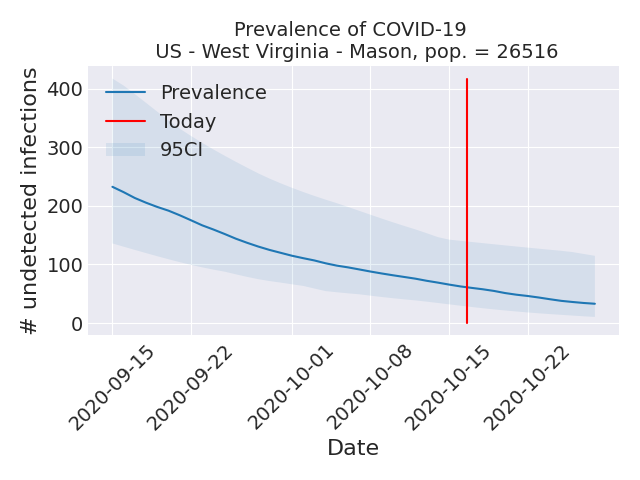 Prevalence of COVID-19
US - West Virginia - Mason, pop. = 26516
# undetected infections
400
300
200
100
0
Prevalence
Today
95CI
2020-09-15
2020-09-22
2020-10-01
2020-10-08
2020-10-15
2020-10-22
Date